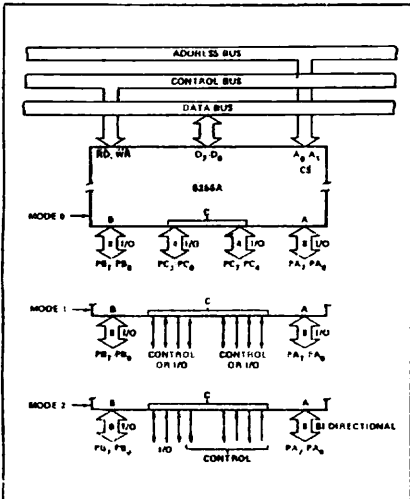 ADDRESS BUS
CONTROL BUS
DATA BUS
RD, WR D7-D0 A0 A1
CS
8255A
MODE 0
B C A
8 I/O 4 I/O 4 I/O 8 I/O
PB7 PB0 PC3 PC0 PC7 PC4 PA7 PA0
MODE 1
B C A
8 I/O 8 I/O
PB7 PB0 CONTROL OR I/O CONTROL OR I/O PA7 PA0
MODE 2
B C A
8 I/O BI DIRECTIONAL
PB7 PB0 I/O CONTROL PA7 PA0